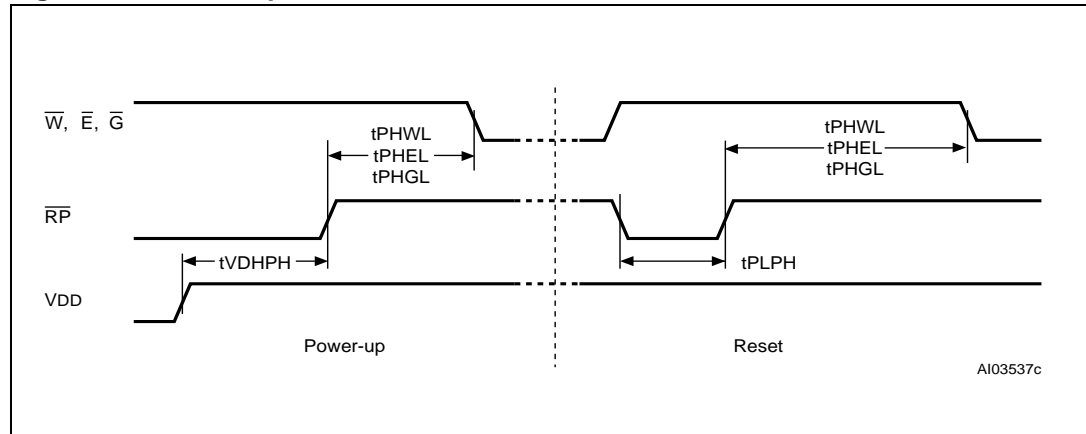 W, E, G
tPHWL
tPHEL
tPHGL
tPHWL
tPHEL
tPHGL
RP
tVDHPH
tPLPH
VDD
Power-up
Reset
AI03537c